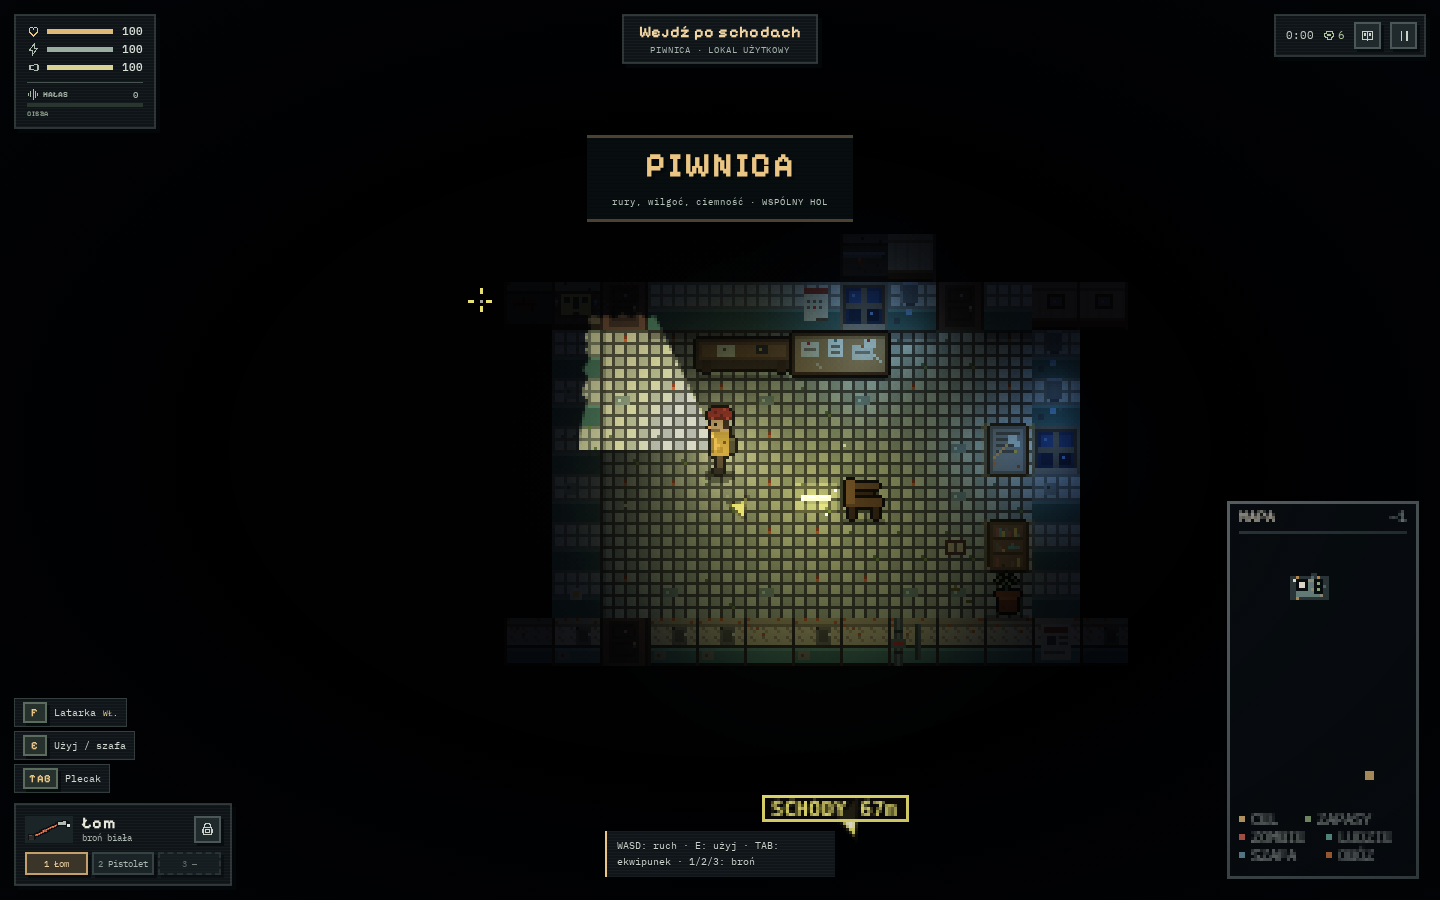 100
100
100
HAŁAS 0
CISZA
Wejdź po schodach
PIWNICA · LOKAL UŻYTKOWY
0:00 6
PIWNICA
rury, wilgoć, ciemność · WSPÓLNY HOL
MAPA -1
CEL ZAPASY
ZOMBIE LUDZIE
SZAFA OBÓZ
F Latarka WŁ.
E Użyj / szafa
TAB Plecak
Łom
broń biała
1 Łom 2 Pistolet 3 —
SCHODY 67m
WASD: ruch · E: użyj · TAB:
ekwipunek · 1/2/3: broń